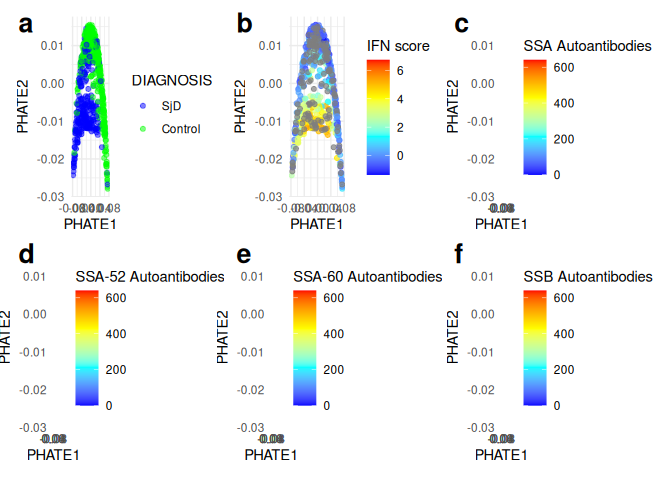 a
0.01
0.00
-0.01
-0.02
-0.03
PHATE2
PHATE1
DIAGNOSIS
SjD
Control
b
0.01
0.00
-0.01
-0.02
-0.03
PHATE2
PHATE1
IFN score
6
4
2
0
c
SSA Autoantibodies
0.01
0.00
-0.01
-0.02
-0.03
PHATE2
PHATE1
600
400
200
0
d
SSA-52 Autoantibodies
0.01
0.00
-0.01
-0.02
-0.03
PHATE2
PHATE1
600
400
200
0
e
SSA-60 Autoantibodies
0.01
0.00
-0.01
-0.02
-0.03
PHATE2
PHATE1
600
400
200
0
f
SSB Autoantibodies
0.01
0.00
-0.01
-0.02
-0.03
PHATE2
PHATE1
600
400
200
0